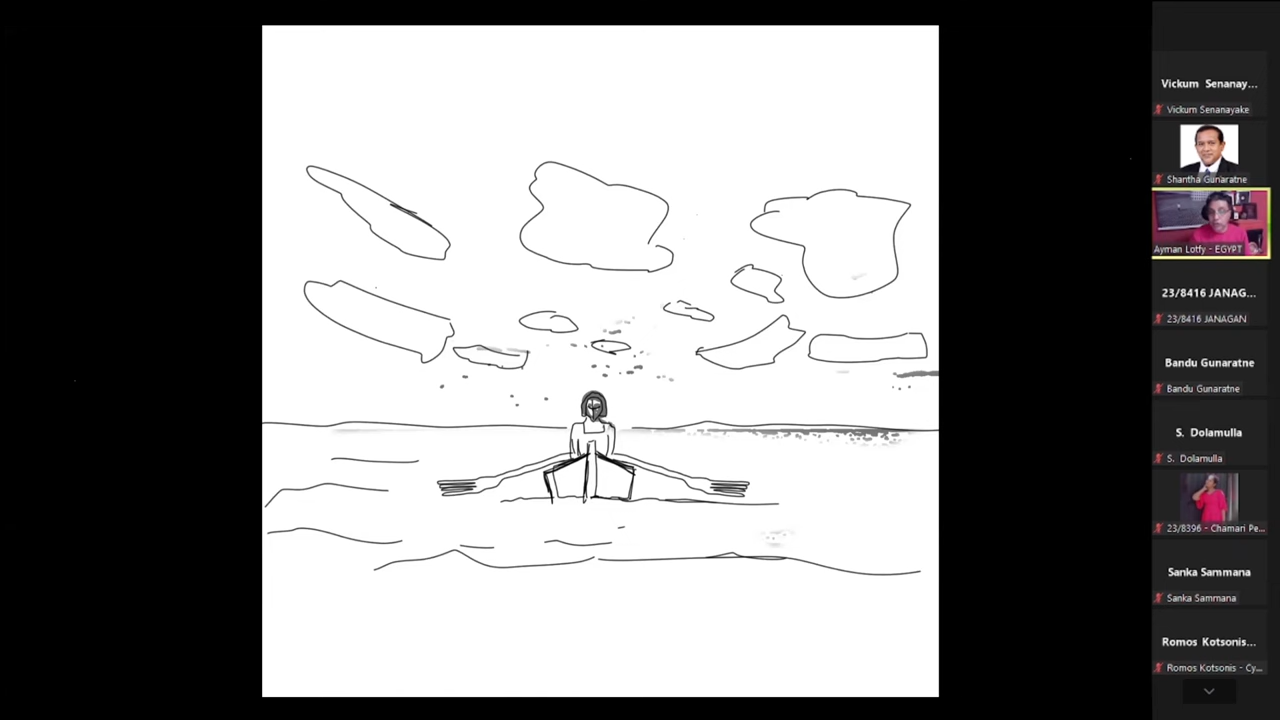 Vickum Senanay...
Vickum Senanayake
Shantha Gunaratne
Ayman Lotfy - EGYPT
23/8416 JANAG...
23/8416 JANAGAN
Bandu Gunaratne
Bandu Gunaratne
S. Dolamulla
S. Dolamulla
23/8396 - Chamari Pe...
Sanka Sammana
Sanka Sammana
Romos Kotsonis...
Romos Kotsonis - Cy...